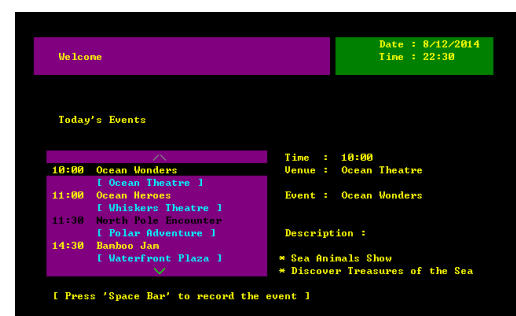 Date : 8/12/2014
Welcome
Time : 22:30
Today's Events
10:00 Ocean Wonders
[ Ocean Theatre ]
11:00 Ocean Heroes
[ Whiskers Theatre ]
11:30 North Pole Encounter
[ Polar Adventure ]
14:30 Bamboo Jam
[ Waterfront Plaza ]
Time : 10:00
Venue : Ocean Theatre
Event : Ocean Wonders
Description :
* Sea Animals Show
* Discover Treasures of the Sea
[ Press 'Space Bar' to record the event ]